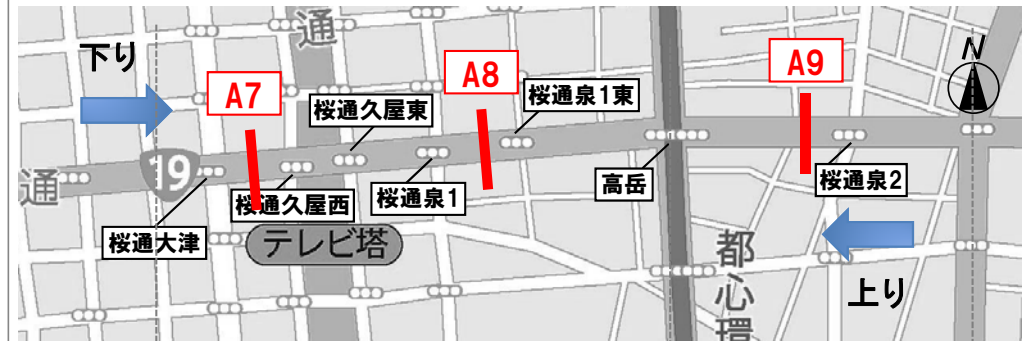 通
N
下り
A7
A8
A9
桜通久屋東
桜通泉1東
19
通
桜通大津
桜通久屋西
桜通泉1
高岳
桜通泉2
テレビ塔
都心環
上り